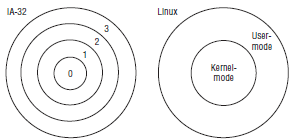 IA-32
3
2
1
0
Linux
User-
mode
Kernel-
mode